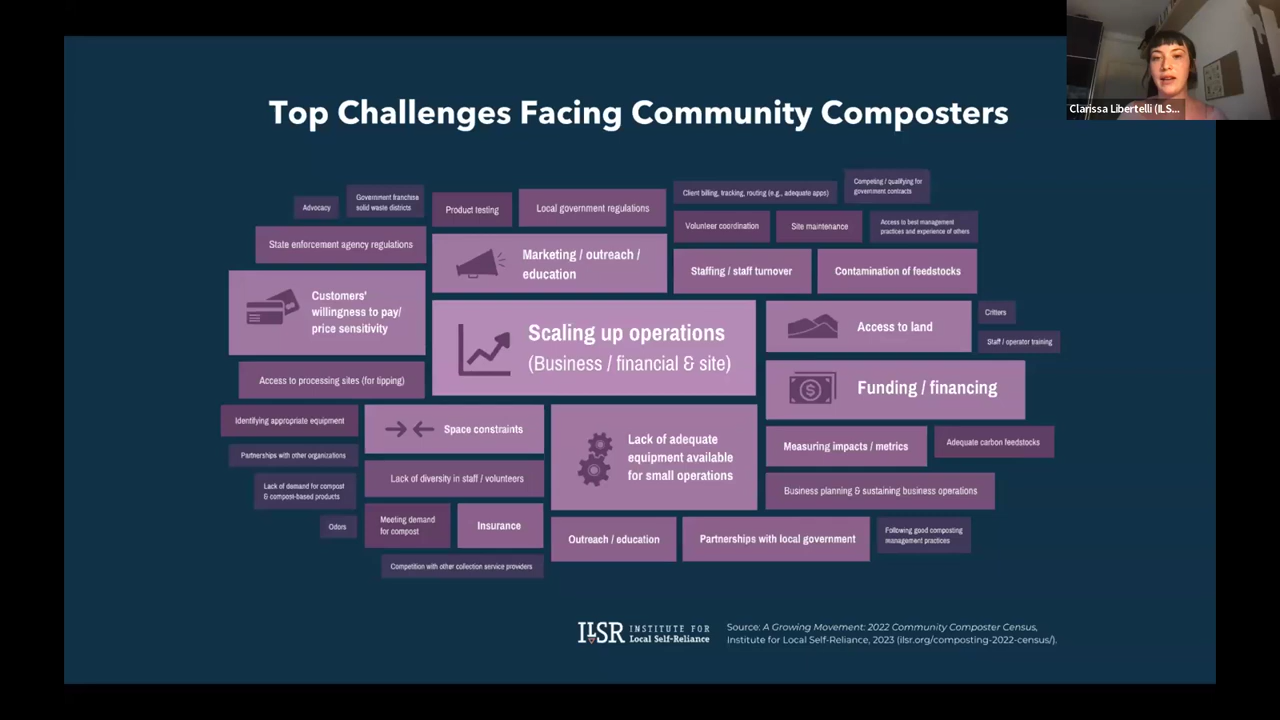 Clarissa Libertelli (ILS...
Top Challenges Facing Community Composters
Advocacy
Government franchise
solid waste districts
Product testing
Local government regulations
Client billing, tracking, routing (e.g., adequate apps)
Competing / qualifying for
government contracts
State enforcement agency regulations
Marketing / outreach /
education
Volunteer coordination
Site maintenance
Access to best management
practices and experience of others
Staffing / staff turnover
Contamination of feedstocks
Customers'
willingness to pay/
price sensitivity
Scaling up operations
(Business / financial & site)
Access to land
Critters
Staff / operator training
Access to processing sites (for tipping)
Funding / financing
Identifying appropriate equipment
Space constraints
Lack of adequate
equipment available
for small operations
Measuring impacts / metrics
Adequate carbon feedstocks
Partnerships with other organizations
Lack of diversity in staff / volunteers
Business planning & sustaining business operations
Lack of demand for compost
& compost-based products
Odors
Meeting demand
for compost
Insurance
Outreach / education
Partnerships with local government
Following good composting
management practices
Competition with other collection service providers
ILSR INSTITUTE FOR
Local Self-Reliance
Source: A Growing Movement: 2022 Community Composter Census,
Institute for Local Self-Reliance, 2023 (ilsr.org/composting-2022-census/).